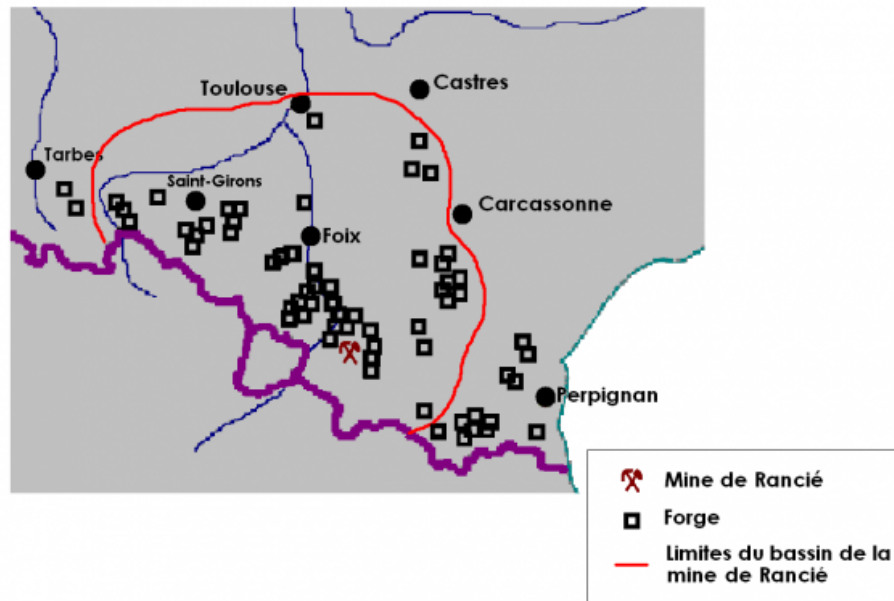 Toulouse
Castres
Tarbes
Saint-Girons
Carcassonne
Foix
Perpignan
Mine de Rancié
Forge
Limites du bassin de la
mine de Rancié